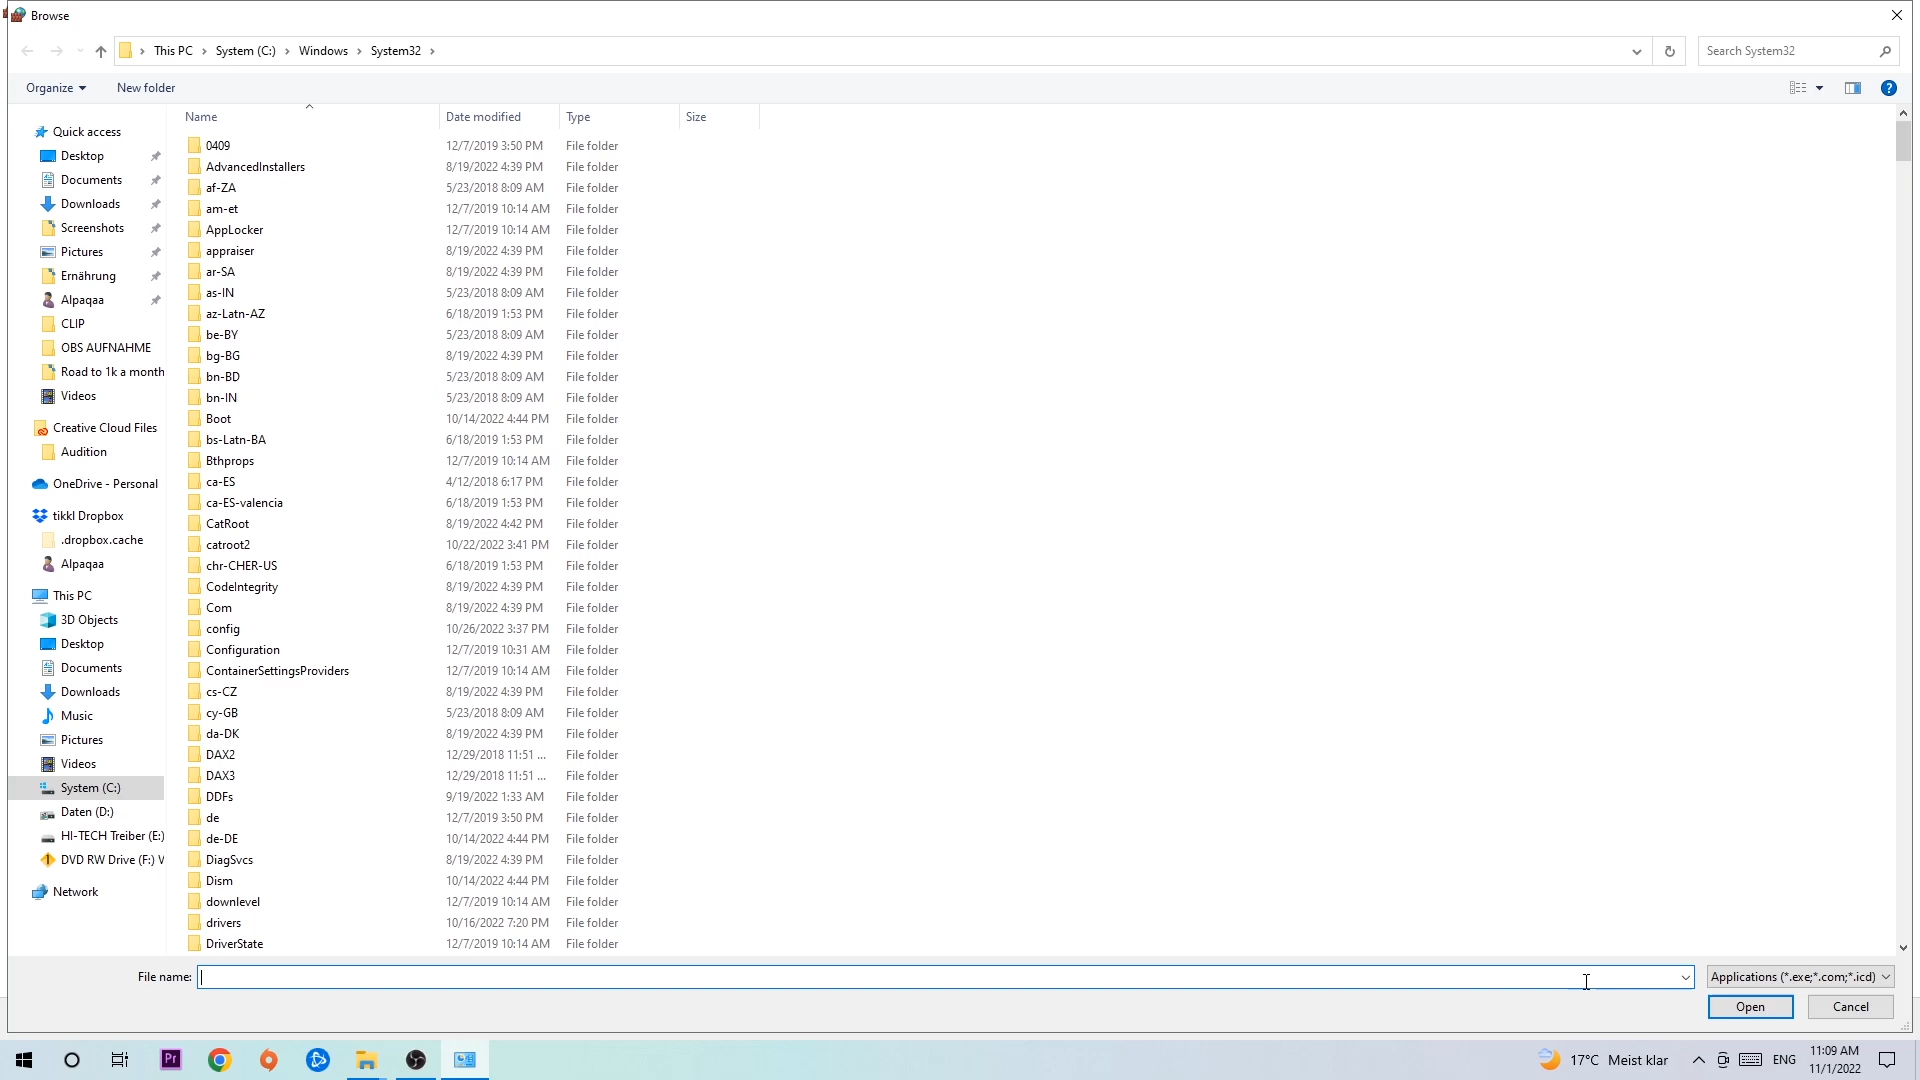 Browse
This PC System (C:) Windows System32
Search System32
Organize New folder
Name Date modified Type Size
Quick access
Desktop
Documents
Downloads
Screenshots
Pictures
Ernährung
Alpaqaa
CLIP
OBS AUFNAHME
Road to 1k a month
Videos
Creative Cloud Files
Audition
OneDrive - Personal
tikkl Dropbox
.dropbox.cache
Alpaqaa
This PC
3D Objects
Desktop
Documents
Downloads
Music
Pictures
Videos
System (C:)
Daten (D:)
HI-TECH Treiber (E:)
DVD RW Drive (F:) V
Network
0409 12/7/2019 3:50 PM File folder
AdvancedInstallers 8/19/2022 4:39 PM File folder
af-ZA 5/23/2018 8:09 AM File folder
am-et 12/7/2019 10:14 AM File folder
AppLocker 12/7/2019 10:14 AM File folder
appraiser 8/19/2022 4:39 PM File folder
ar-SA 8/19/2022 4:39 PM File folder
as-IN 5/23/2018 8:09 AM File folder
az-Latn-AZ 6/18/2019 1:53 PM File folder
be-BY 5/23/2018 8:09 AM File folder
bg-BG 8/19/2022 4:39 PM File folder
bn-BD 5/23/2018 8:09 AM File folder
bn-IN 5/23/2018 8:09 AM File folder
Boot 10/14/2022 4:44 PM File folder
bs-Latn-BA 6/18/2019 1:53 PM File folder
Bthprops 12/7/2019 10:14 AM File folder
ca-ES 4/12/2018 6:17 PM File folder
ca-ES-valencia 6/18/2019 1:53 PM File folder
CatRoot 8/19/2022 4:42 PM File folder
catroot2 10/22/2022 3:41 PM File folder
chr-CHER-US 6/18/2019 1:53 PM File folder
CodeIntegrity 8/19/2022 4:39 PM File folder
Com 8/19/2022 4:39 PM File folder
config 10/26/2022 3:37 PM File folder
Configuration 12/7/2019 10:31 AM File folder
ContainerSettingsProviders 12/7/2019 10:14 AM File folder
cs-CZ 8/19/2022 4:39 PM File folder
cy-GB 5/23/2018 8:09 AM File folder
da-DK 8/19/2022 4:39 PM File folder
DAX2 12/29/2018 11:51 ... File folder
DAX3 12/29/2018 11:51 ... File folder
DDFs 9/19/2022 1:33 AM File folder
de 12/7/2019 3:50 PM File folder
de-DE 10/14/2022 4:44 PM File folder
DiagSvcs 8/19/2022 4:39 PM File folder
Dism 10/14/2022 4:44 PM File folder
downlevel 12/7/2019 10:14 AM File folder
drivers 10/16/2022 7:20 PM File folder
DriverState 12/7/2019 10:14 AM File folder
File name: Applications (*.exe;*.com;*.icd)
Open Cancel
Pr 17°C Meist klar ENG 11:09 AM
11/1/2022